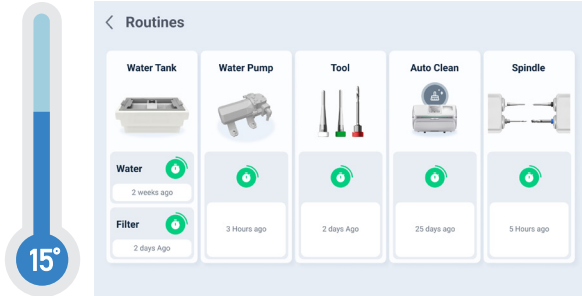 Routines
Water Tank
Water Pump
Tool
Auto Clean
Spindle
Water
2 weeks ago
Filter
2 days Ago
3 Hours ago
2 days Ago
25 days ago
5 Hours ago
15°